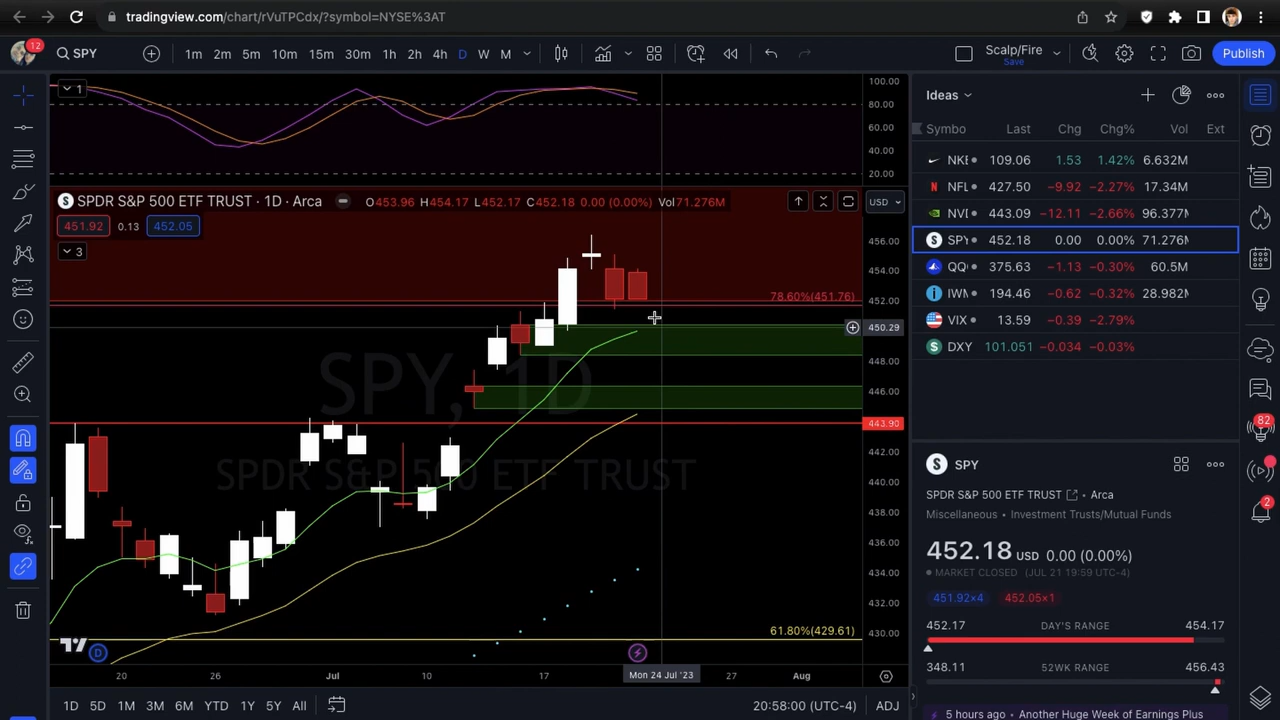 tradingview.com/chart/rVuTPCdx/?symbol=NYSE%3AT
12
SPY
1m 2m 5m 10m 15m 30m 1h 2h 4h D W M
Scalp/Fire
Save
Publish
1
100.00
80.00
60.00
40.00
20.00
SPDR S&P 500 ETF TRUST · 1D · Arca
O453.96 H454.17 L452.17 C452.18 0.00 (0.00%) Vol71.276M
USD
451.92 0.13 452.05
3
456.00
454.00
452.00
78.60%(451.76)
450.29
448.00
446.00
443.90
442.00
440.00
438.00
436.00
434.00
432.00
430.00
SPY, 1D
SPDR S&P 500 ETF TRUST
61.80%(429.61)
D
20 26 Jul 10 17 Mon 24 Jul '23 27 Aug
1D 5D 1M 3M 6M YTD 1Y 5Y All
20:58:00 (UTC-4)
ADJ
Ideas
Symbo Last Chg Chg% Vol Ext
NKE 109.06 1.53 1.42% 6.632M
NFL 427.50 −9.92 −2.27% 17.34M
NVI 443.09 −12.11 −2.66% 96.377M
SPY 452.18 0.00 0.00% 71.276M
QQ 375.63 −1.13 −0.30% 60.5M
IWM 194.46 −0.62 −0.32% 28.982M
VIX 13.59 −0.39 −2.79%
DXY 101.051 −0.034 −0.03%
S SPY
SPDR S&P 500 ETF TRUST · Arca
Miscellaneous · Investment Trusts/Mutual Funds
452.18 USD 0.00 (0.00%)
MARKET CLOSED (JUL 21 19:59 UTC-4)
451.92×4 452.05×1
452.17 DAY'S RANGE 454.17
348.11 52WK RANGE 456.43
5 hours ago · Another Huge Week of Earnings Plus
82
2